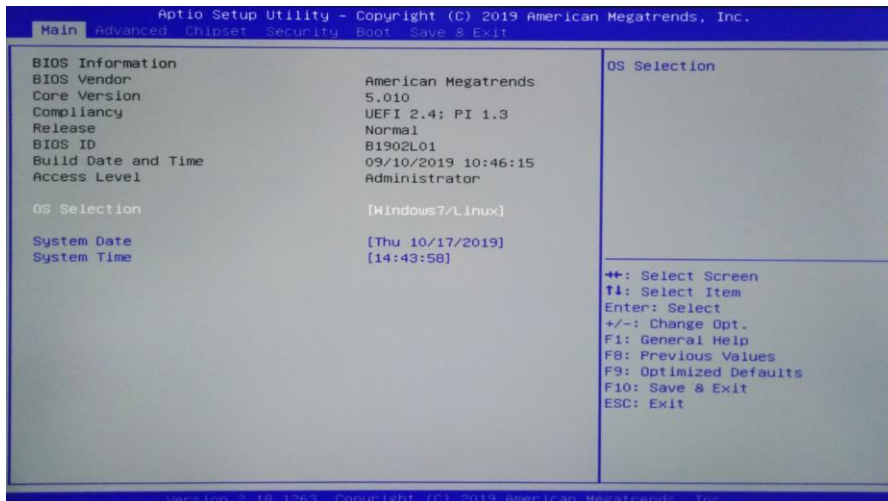 Aptio Setup Utility – Copyright (C) 2019 American Megatrends, Inc.
Main Advanced Chipset Security Boot Save & Exit
BIOS Information
BIOS Vendor American Megatrends
Core Version 5.010
Compliancy UEFI 2.4; PI 1.3
Release Normal
BIOS ID B1902L01
Build Date and Time 09/10/2019 10:46:15
Access Level Administrator
OS Selection [Windows7/Linux]
System Date [Thu 10/17/2019]
System Time [14:43:58]
OS Selection
→←: Select Screen
↑↓: Select Item
Enter: Select
+/-: Change Opt.
F1: General Help
F8: Previous Values
F9: Optimized Defaults
F10: Save & Exit
ESC: Exit
Version 2.18.1263. Copyright (C) 2019 American Megatrends, Inc.